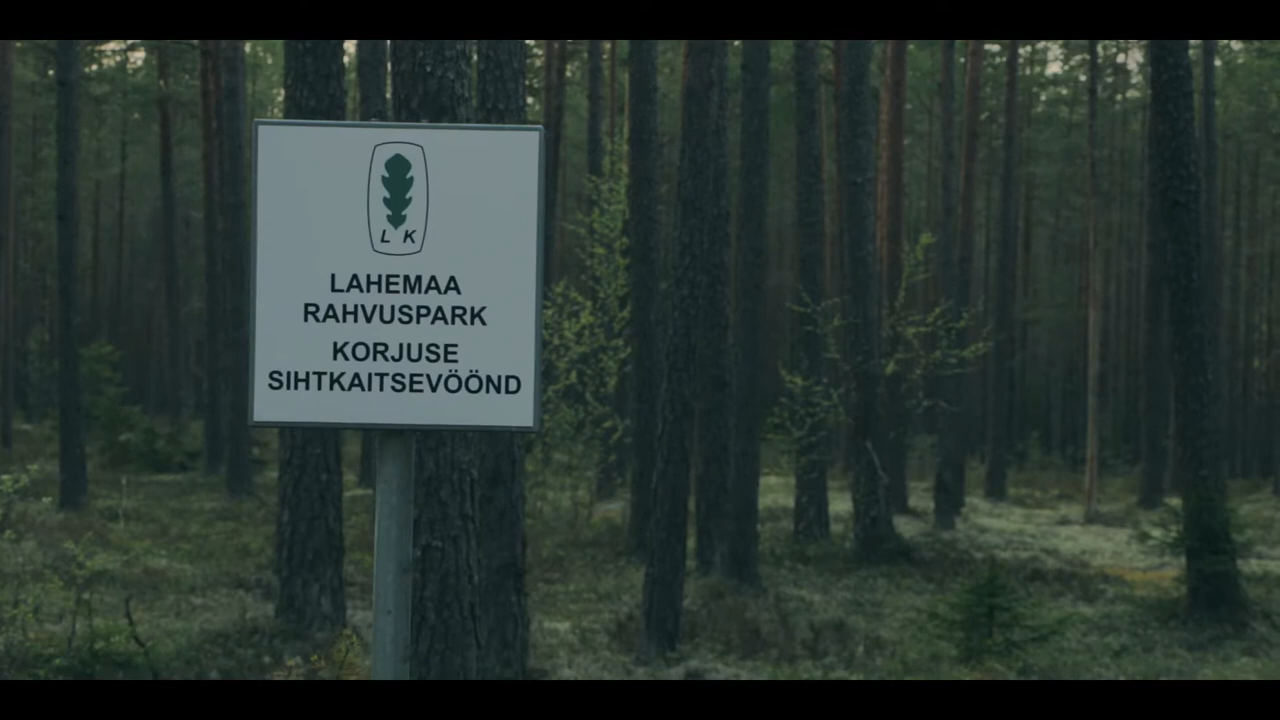 L K
LAHEMAA
RAHVUSPARK
KORJUSE
SIHTKAITSEVÖÖND